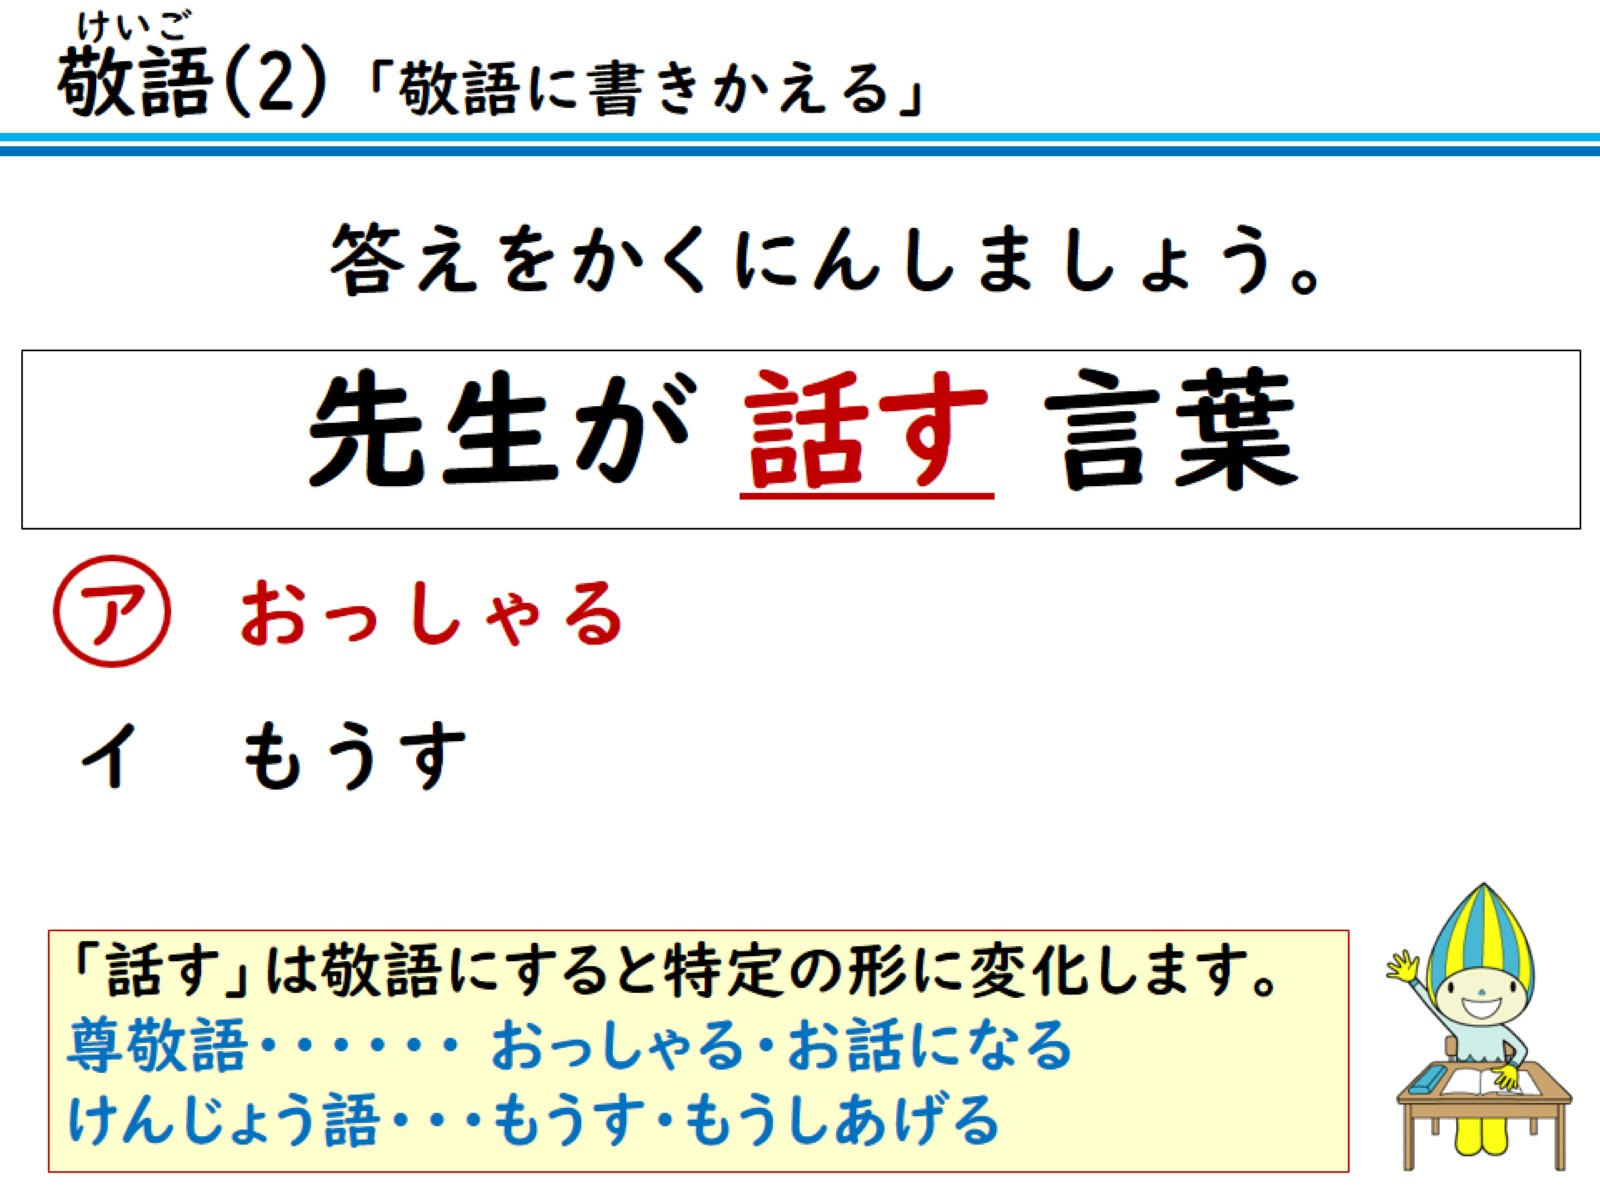 けいご
敬語(2)「敬語に書きかえる」
答えをかくにんしましょう。
先生が 話す 言葉
ア おっしゃる
イ もうす
「話す」は敬語にすると特定の形に変化します。
尊敬語・・・・・・ おっしゃる・お話になる
けんじょう語・・・もうす・もうしあげる